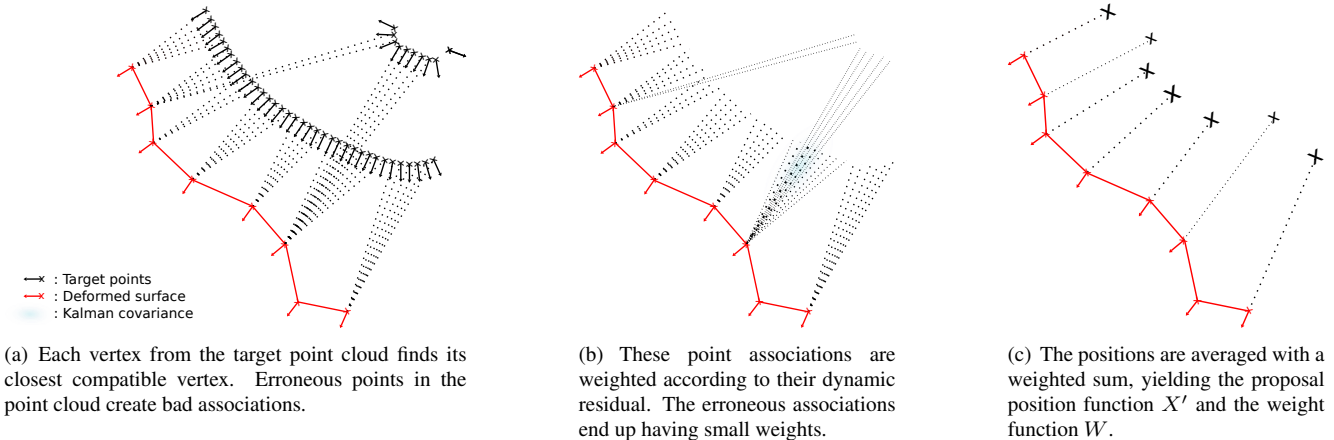 : Target points
: Deformed surface
: Kalman covariance
(a) Each vertex from the target point cloud finds its
closest compatible vertex. Erroneous points in the
point cloud create bad associations.
(b) These point associations are
weighted according to their dynamic
residual. The erroneous associations
end up having small weights.
(c) The positions are averaged with a
weighted sum, yielding the proposal
position function X′ and the weight
function W.